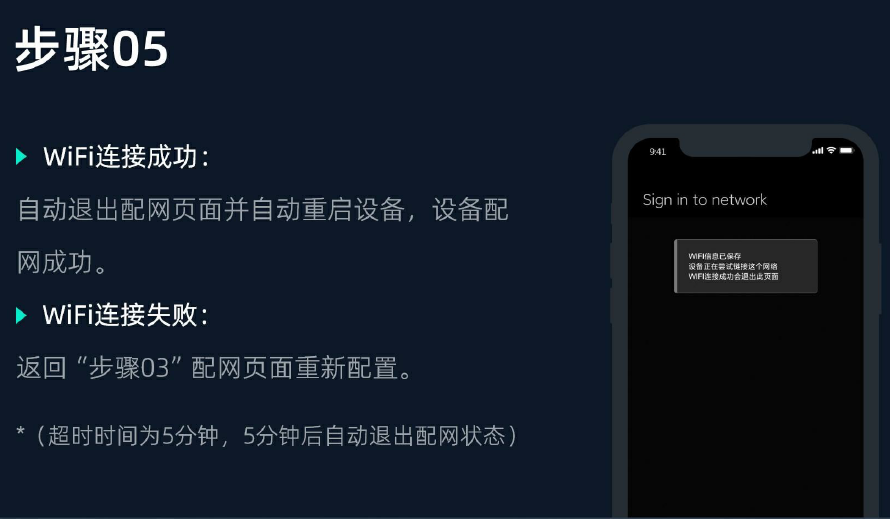 步骤05
WiFi连接成功：
自动退出配网页面并自动重启设备，设备配
网成功。
WiFi连接失败：
返回“步骤03”配网页面重新配置。
*（超时时间为5分钟，5分钟后自动退出配网状态）
9:41
Sign in to network
WIFI信息已保存
设备正在尝试链接这个网络
WIFI连接成功会退出此页面